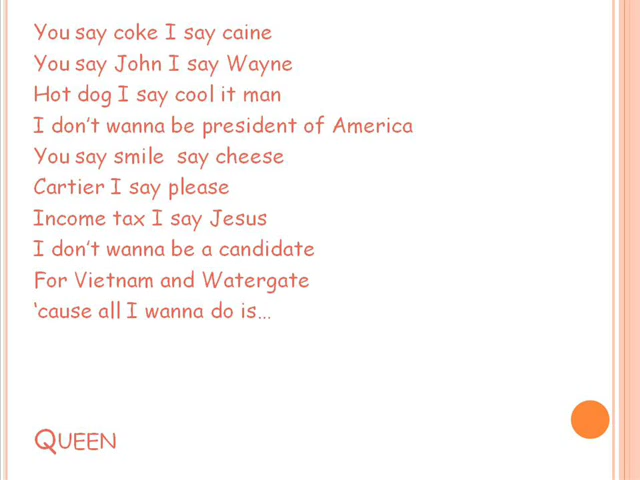 You say coke I say caine
You say John I say Wayne
Hot dog I say cool it man
I don't wanna be president of America
You say smile  say cheese
Cartier I say please
Income tax I say Jesus
I don't wanna be a candidate
For Vietnam and Watergate
‘cause all I wanna do is…
QUEEN